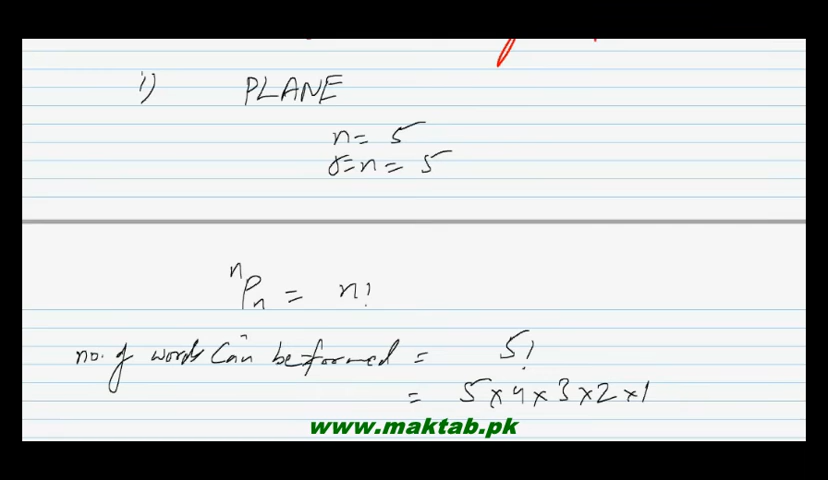 i) PLANE
n = 5
r = n = 5
nPn = n!
no. of words can be formed = 5!
= 5 × 4 × 3 × 2 × 1
www.maktab.pk